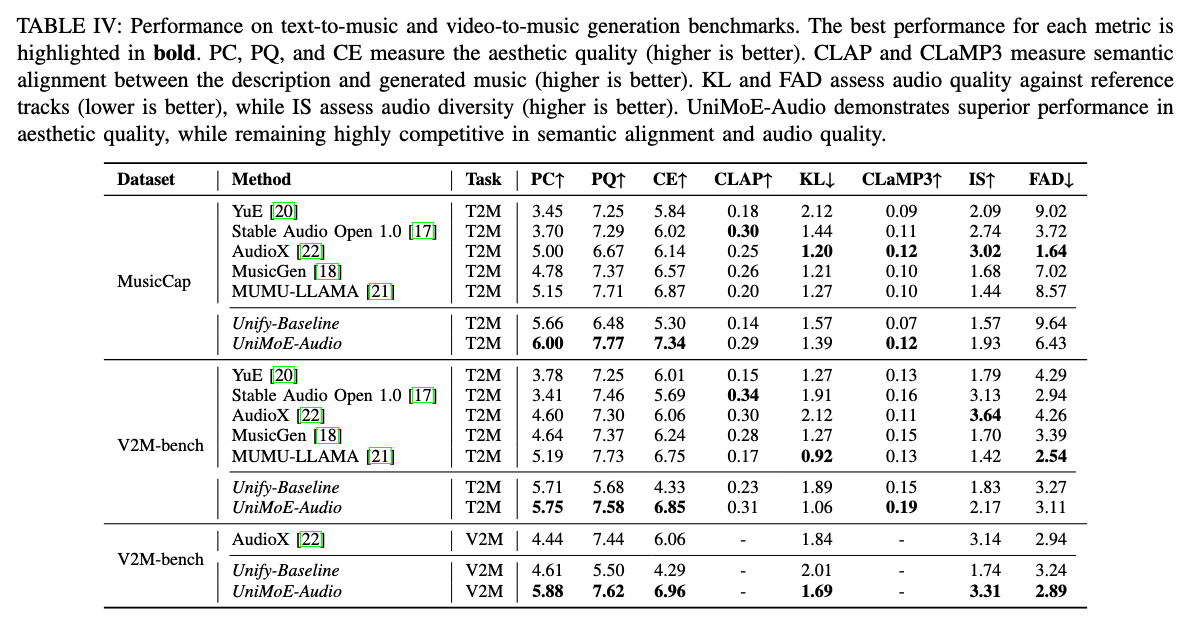 TABLE IV: Performance on text-to-music and video-to-music generation benchmarks. The best performance for each metric is
highlighted in bold. PC, PQ, and CE measure the aesthetic quality (higher is better). CLAP and CLaMP3 measure semantic
alignment between the description and generated music (higher is better). KL and FAD assess audio quality against reference
tracks (lower is better), while IS assess audio diversity (higher is better). UniMoE-Audio demonstrates superior performance in
aesthetic quality, while remaining highly competitive in semantic alignment and audio quality.
Dataset Method Task PC↑ PQ↑ CE↑ CLAP↑ KL↓ CLaMP3↑ IS↑ FAD↓
YuE [20] T2M 3.45 7.25 5.84 0.18 2.12 0.09 2.09 9.02
Stable Audio Open 1.0 [17] T2M 3.70 7.29 6.02 0.30 1.44 0.11 2.74 3.72
AudioX [22] T2M 5.00 6.67 6.14 0.25 1.20 0.12 3.02 1.64
MusicCap
MusicGen [18] T2M 4.78 7.37 6.57 0.26 1.21 0.10 1.68 7.02
MUMU-LLAMA [21] T2M 5.15 7.71 6.87 0.20 1.27 0.10 1.44 8.57
Unify-Baseline T2M 5.66 6.48 5.30 0.14 1.57 0.07 1.57 9.64
UniMoE-Audio T2M 6.00 7.77 7.34 0.29 1.39 0.12 1.93 6.43
YuE [20] T2M 3.78 7.25 6.01 0.15 1.27 0.13 1.79 4.29
Stable Audio Open 1.0 [17] T2M 3.41 7.46 5.69 0.34 1.91 0.16 3.13 2.94
AudioX [22] T2M 4.60 7.30 6.06 0.30 2.12 0.11 3.64 4.26
MusicGen [18] T2M 4.64 7.37 6.24 0.28 1.27 0.15 1.70 3.39
V2M-bench
MUMU-LLAMA [21] T2M 5.19 7.73 6.75 0.17 0.92 0.13 1.42 2.54
Unify-Baseline T2M 5.71 5.68 4.33 0.23 1.89 0.15 1.83 3.27
UniMoE-Audio T2M 5.75 7.58 6.85 0.31 1.06 0.19 2.17 3.11
AudioX [22] V2M 4.44 7.44 6.06 - 1.84 - 3.14 2.94
V2M-bench
Unify-Baseline V2M 4.61 5.50 4.29 - 2.01 - 1.74 3.24
UniMoE-Audio V2M 5.88 7.62 6.96 - 1.69 - 3.31 2.89